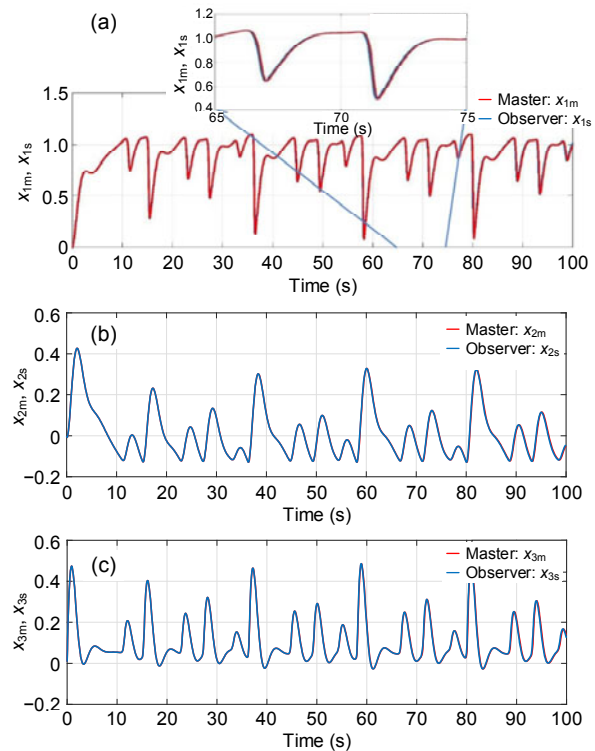 (a)
1.2
1.0
0.8
0.6
0.4
x1m, x1s
65 70 75
Time (s)
Master: x1m
Observer: x1s
1.5
1.0
0.5
0
x1m, x1s
0 10 20 30 40 50 60 70 80 90 100
Time (s)
(b)
0.6
0.4
0.2
0
−0.2
x2m, x2s
Master: x2m
Observer: x2s
0 10 20 30 40 50 60 70 80 90 100
Time (s)
(c)
0.6
0.4
0.2
0
−0.2
x3m, x3s
Master: x3m
Observer: x3s
0 10 20 30 40 50 60 70 80 90 100
Time (s)